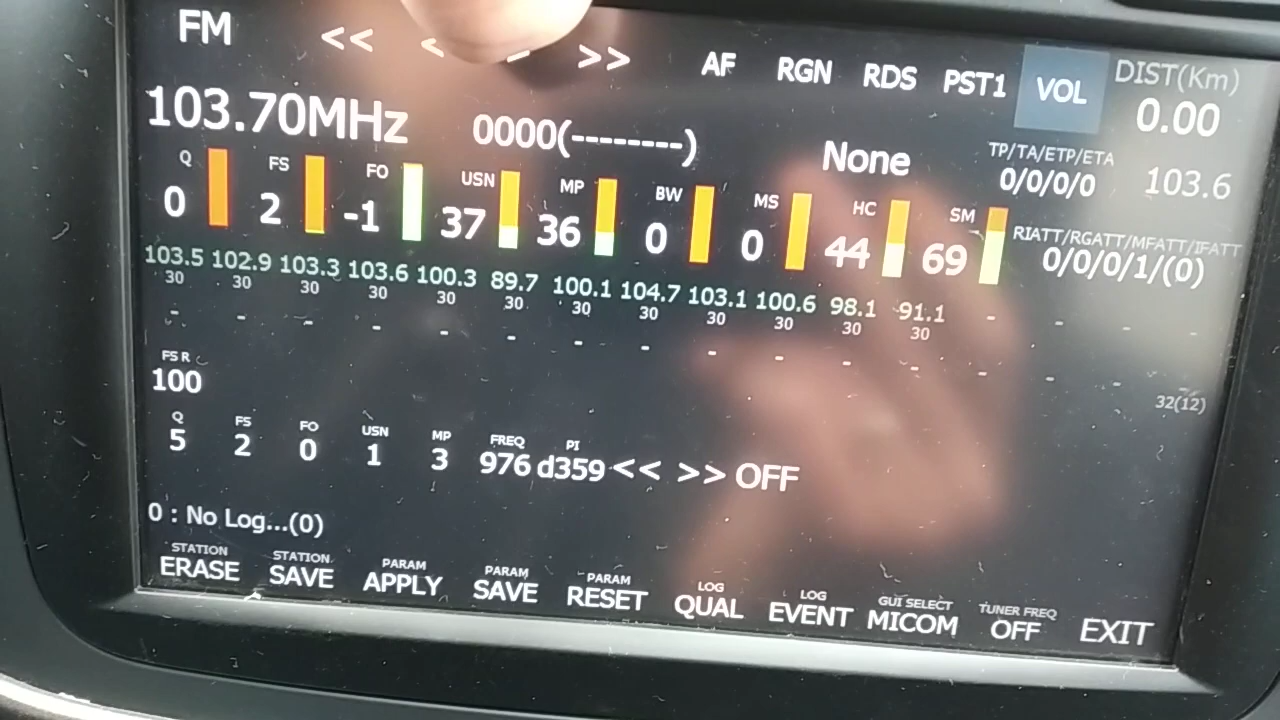 FM << < >> AF RGN RDS PST1 VOL DIST(Km)
103.70MHz 0000(--------) None TP/TA/ETP/ETA 0.00
0/0/0/0 103.6
Q FS FO USN MP BW MS HC SM RIATT/RGATT/MFATT/IFATT
0 2 -1 37 36 0 0 44 69 0/0/0/1/(0)
103.5 102.9 103.3 103.6 100.3 89.7 100.1 104.7 103.1 100.6 98.1 91.1 - - - -
30 30 30 30 30 30 30 30 30 30 30 30
- - - - - - - - - - - - - - - -
FS R
100 32(12)
Q FS FO USN MP FREQ PI
5 2 0 1 3 976 d359 << >> OFF
0 : No Log...(0)
STATION STATION PARAM PARAM PARAM LOG LOG GUI SELECT TUNER FREQ
ERASE SAVE APPLY SAVE RESET QUAL EVENT MICOM OFF EXIT